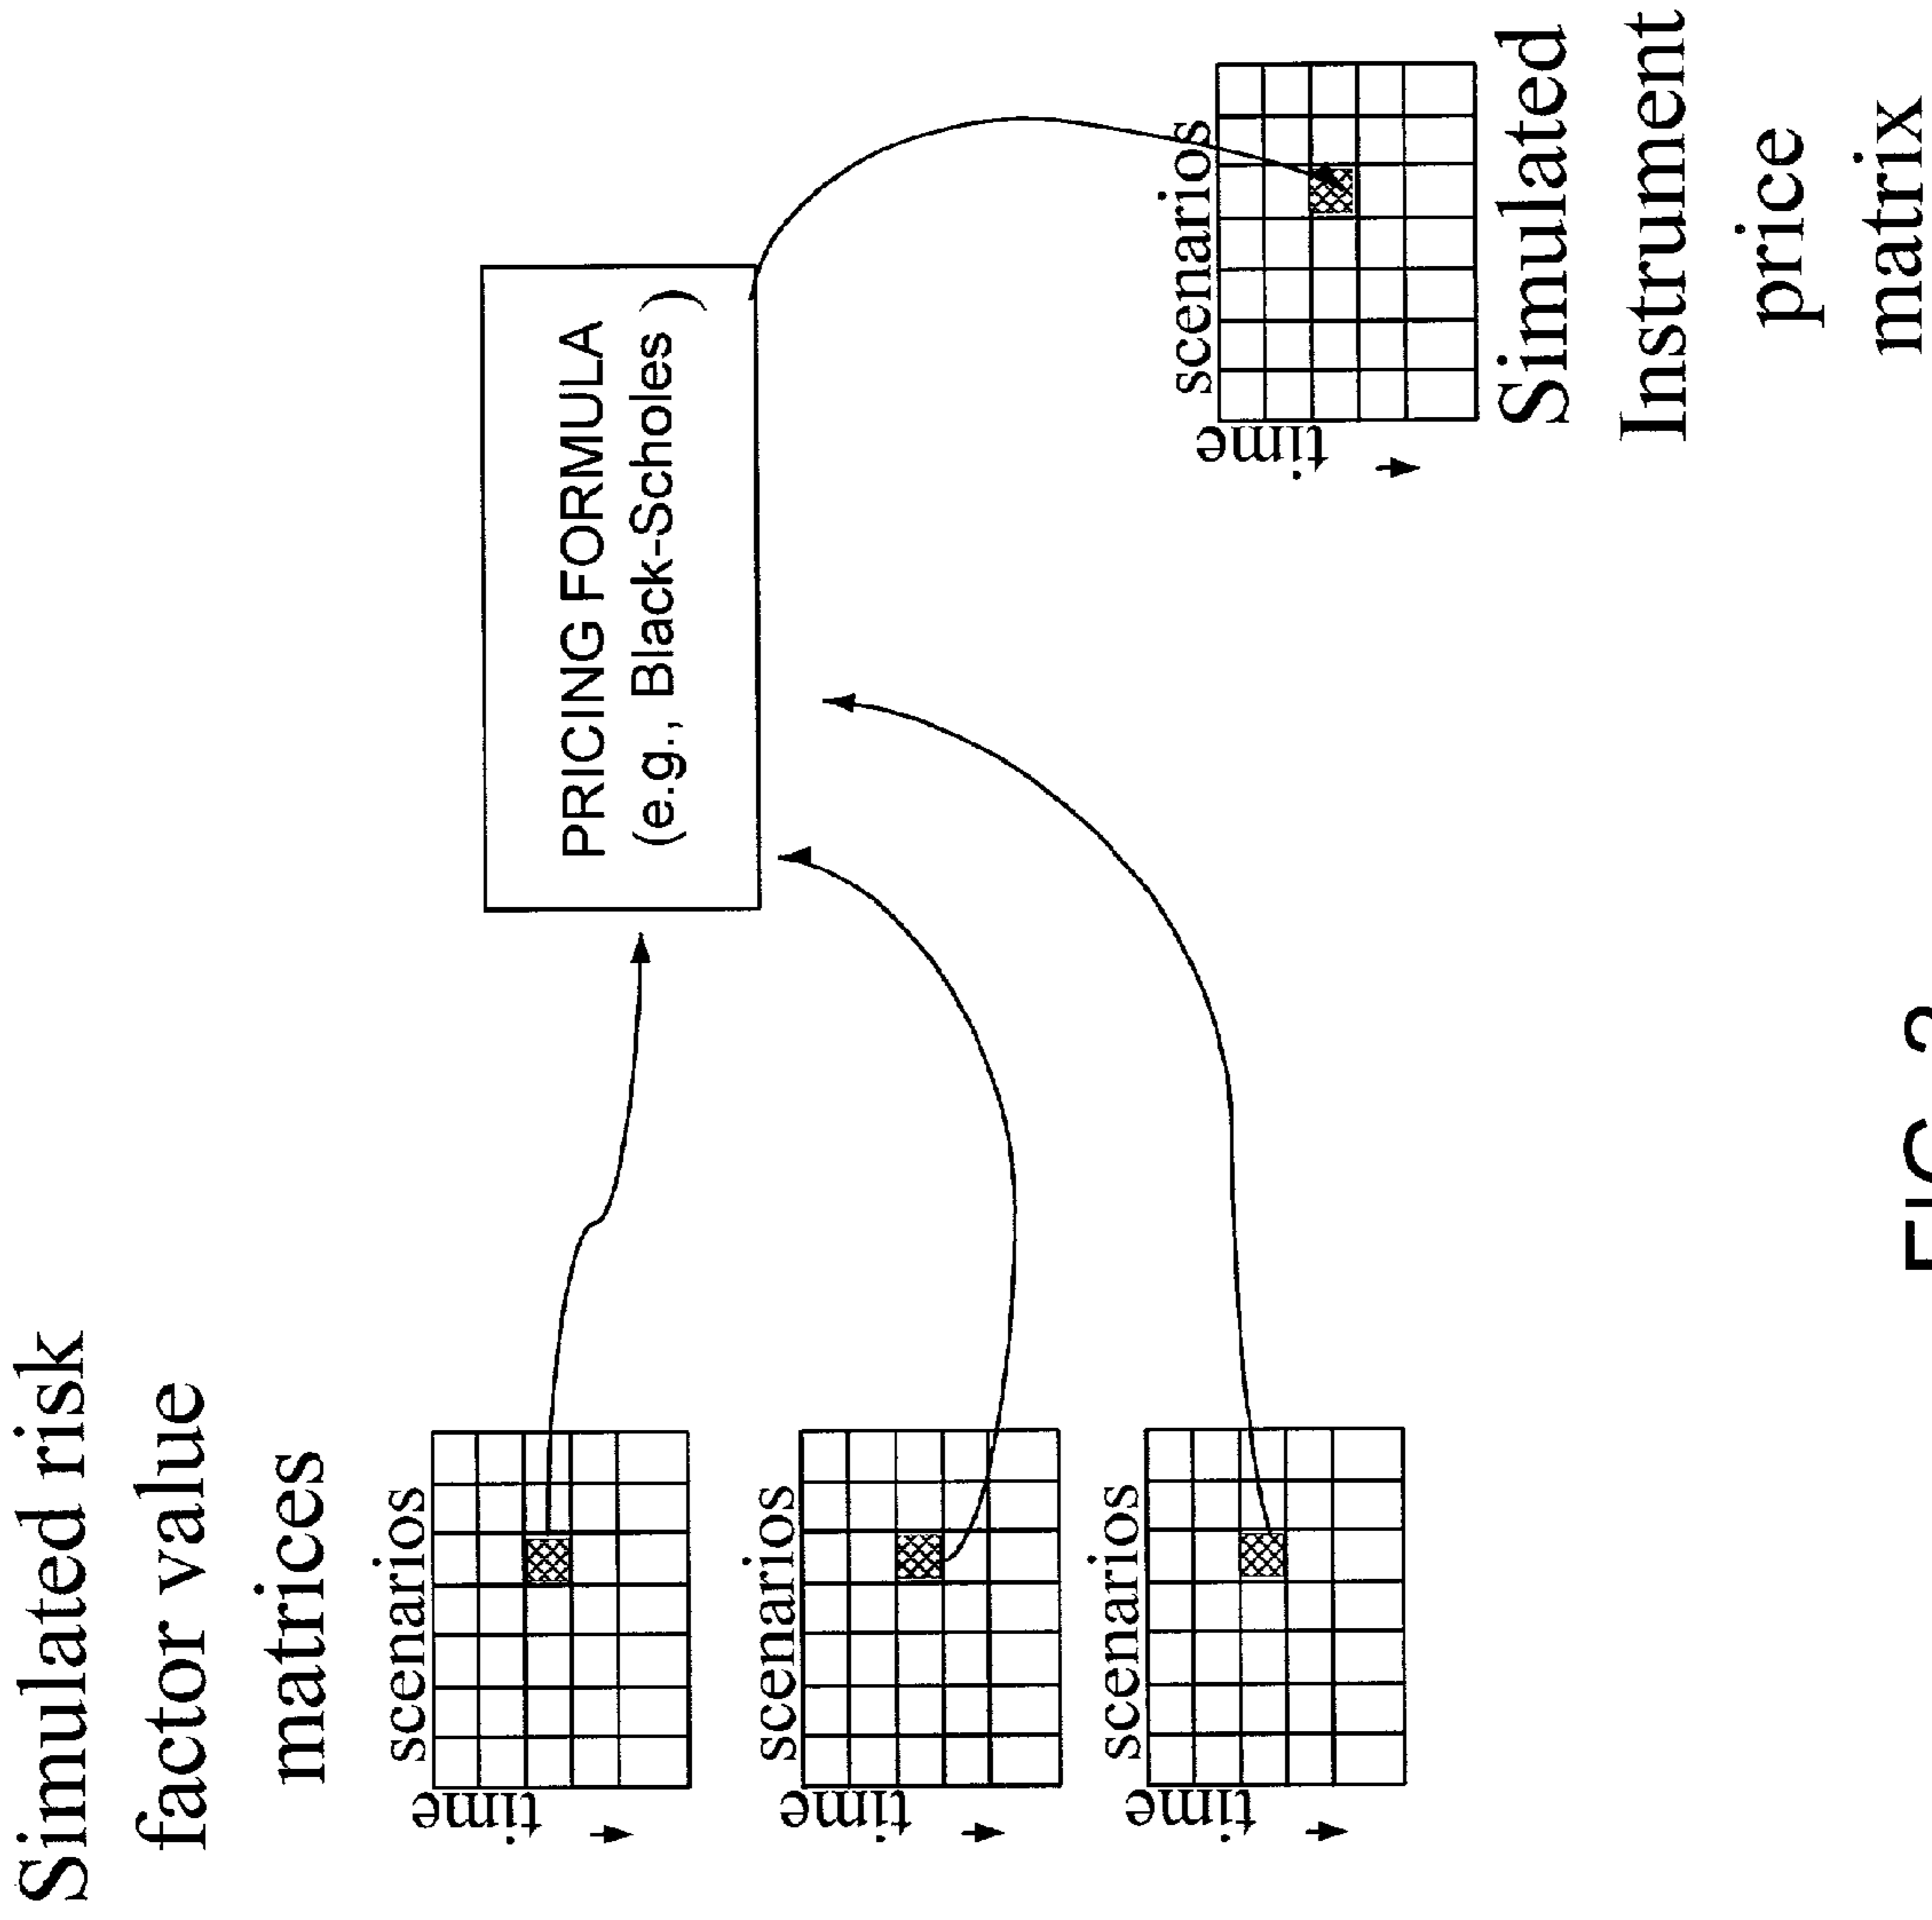 Simulated risk
factor value
matrices
scenarios
time
scenarios
time
scenarios
time
PRICING FORMULA
(e.g., Black-Scholes )
scenarios
time
Simulated
Instrument
price
matrix